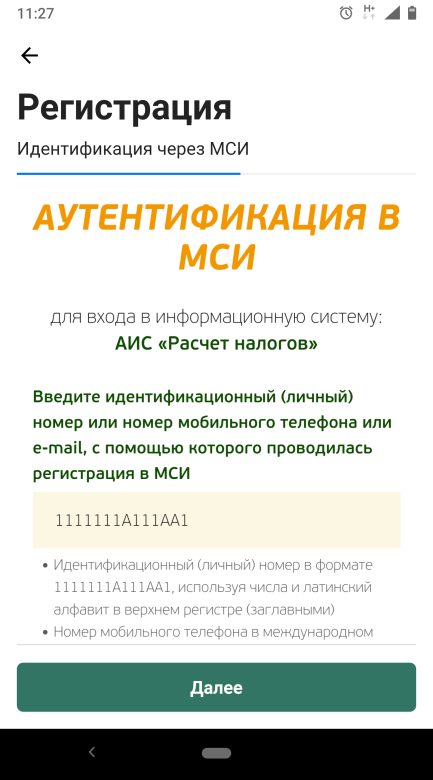 11:27
H+
Регистрация
Идентификация через МСИ
АУТЕНТИФИКАЦИЯ В
МСИ
для входа в информационную систему:
АИС «Расчет налогов»
Введите идентификационный (личный)
номер или номер мобильного телефона или
e-mail, с помощью которого проводилась
регистрация в МСИ
1111111A111AA1
• Идентификационный (личный) номер в формате
1111111A111AA1, используя числа и латинский
алфавит в верхнем регистре (заглавными)
• Номер мобильного телефона в международном
Далее